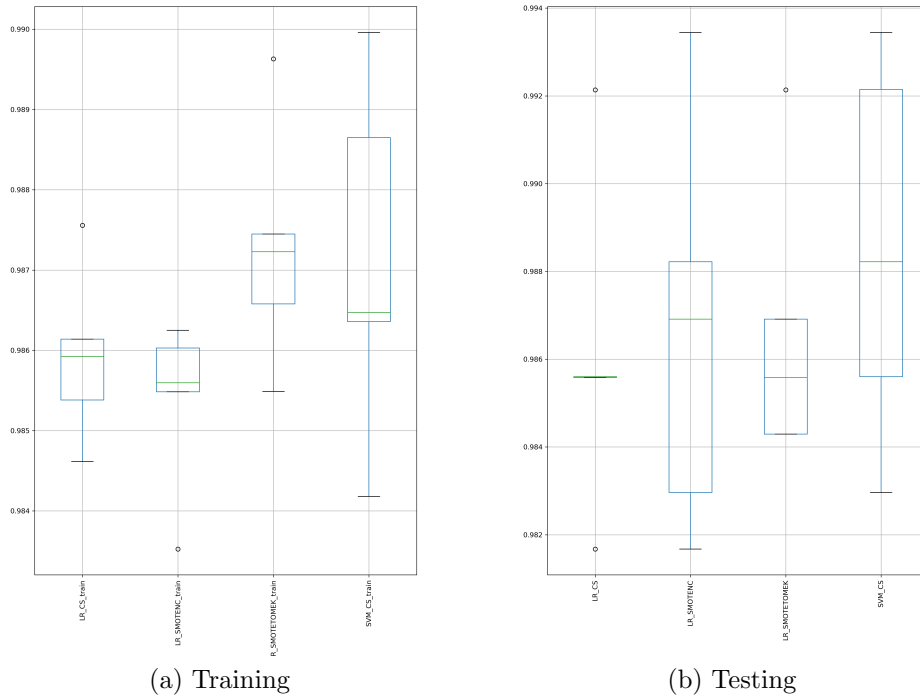 0.990
0.989
0.988
0.987
0.986
0.985
0.984
LR_CS_train
LR_SMOTENC_train
R_SMOTETOMEK_train
SVM_CS_train
(a) Training
0.994
0.992
0.990
0.988
0.986
0.984
0.982
LR_CS
LR_SMOTENC
LR_SMOTETOMEK
SVM_CS
(b) Testing